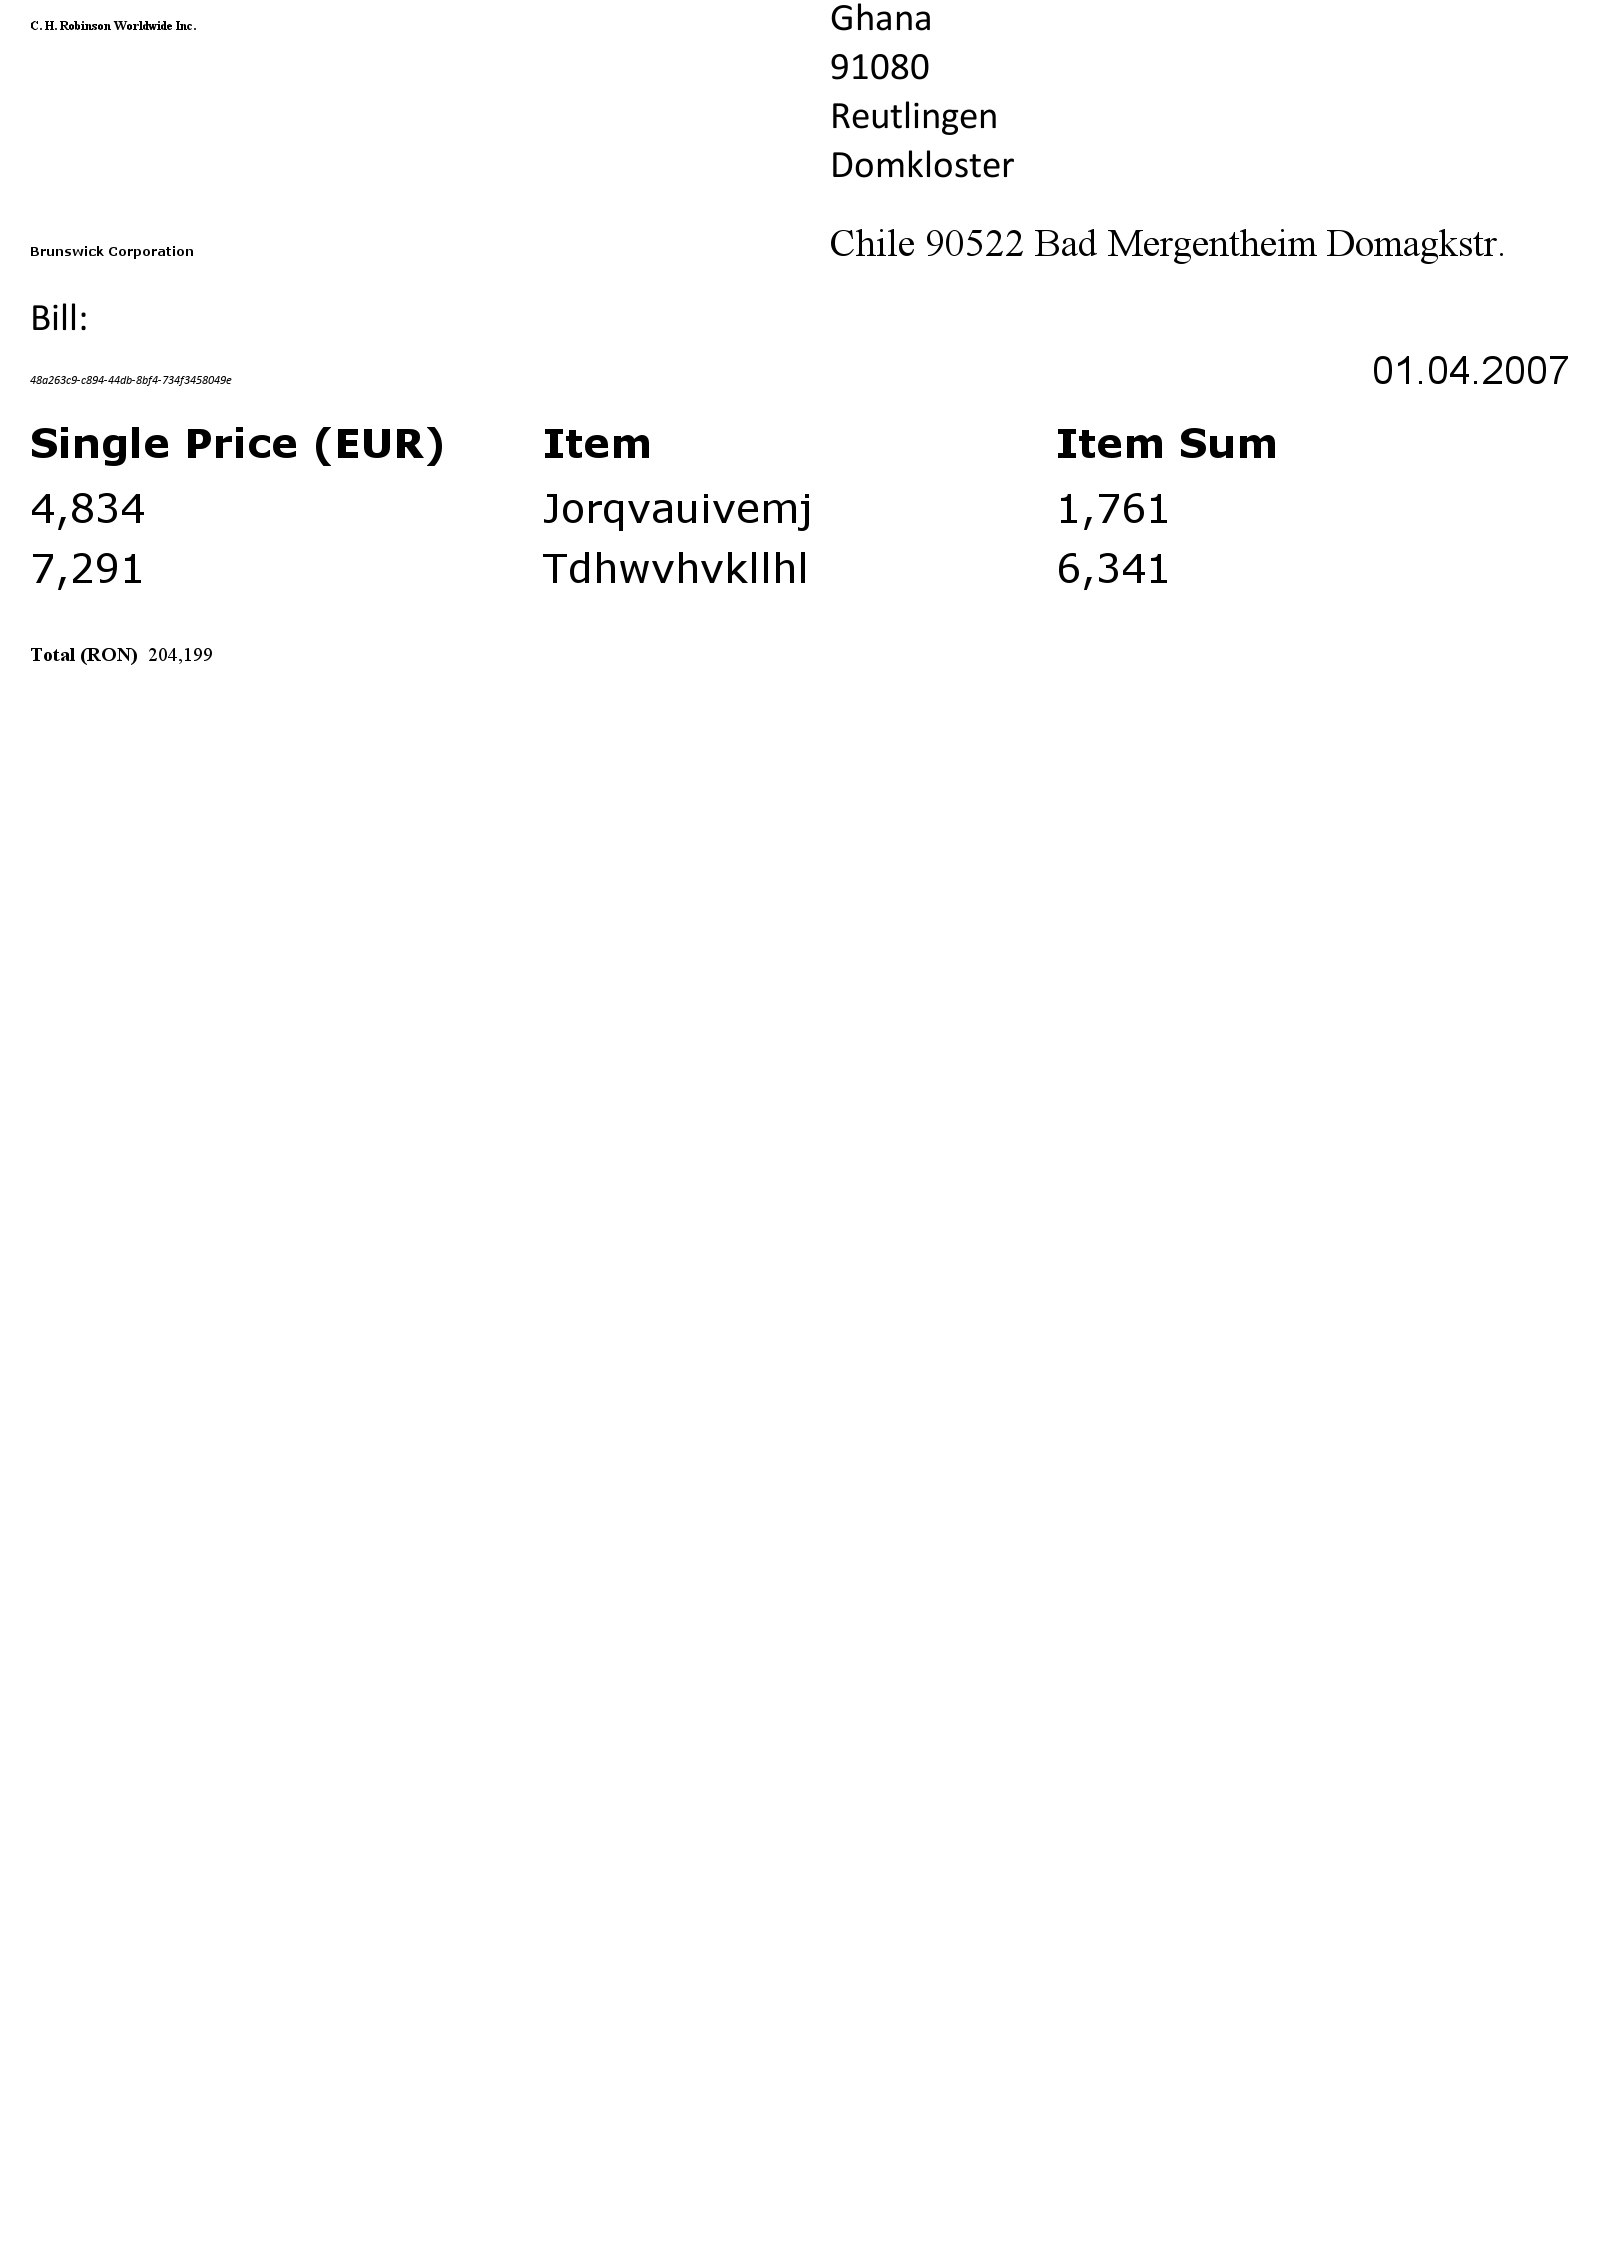 C. H. Robinson Worldwide Inc.
Ghana
91080
Reutlingen
Domkloster
Brunswick Corporation
Chile 90522 Bad Mergentheim Domagkstr.
Bill:
48a263c9-c894-44db-8bf4-734f3458049e
01.04.2007
Single Price (EUR) Item Item Sum
4,834 Jorqvauivemj 1,761
7,291 Tdhwvhvkllhl 6,341
Total (RON) 204,199